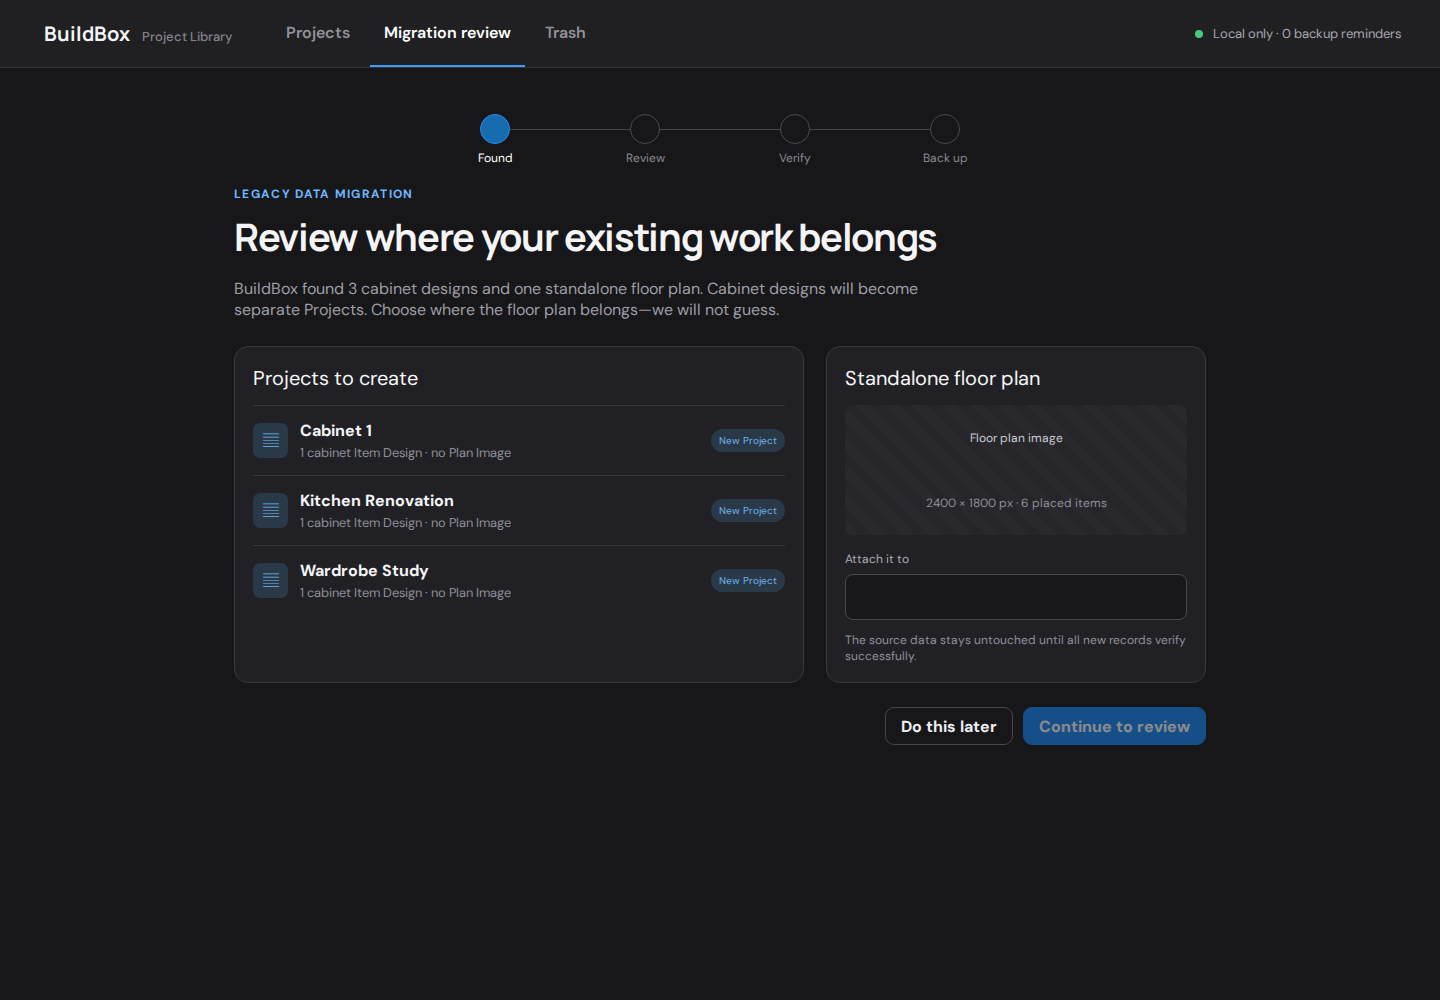 BuildBox Project Library Projects Migration review Trash Local only · 0 backup reminders
Found Review Verify Back up
LEGACY DATA MIGRATION
Review where your existing work belongs
BuildBox found 3 cabinet designs and one standalone floor plan. Cabinet designs will become
separate Projects. Choose where the floor plan belongs—we will not guess.
Projects to create
Cabinet 1
1 cabinet Item Design · no Plan Image
New Project
Kitchen Renovation
1 cabinet Item Design · no Plan Image
New Project
Wardrobe Study
1 cabinet Item Design · no Plan Image
New Project
Standalone floor plan
Floor plan image
2400 × 1800 px · 6 placed items
Attach it to
The source data stays untouched until all new records verify
successfully.
Do this later Continue to review